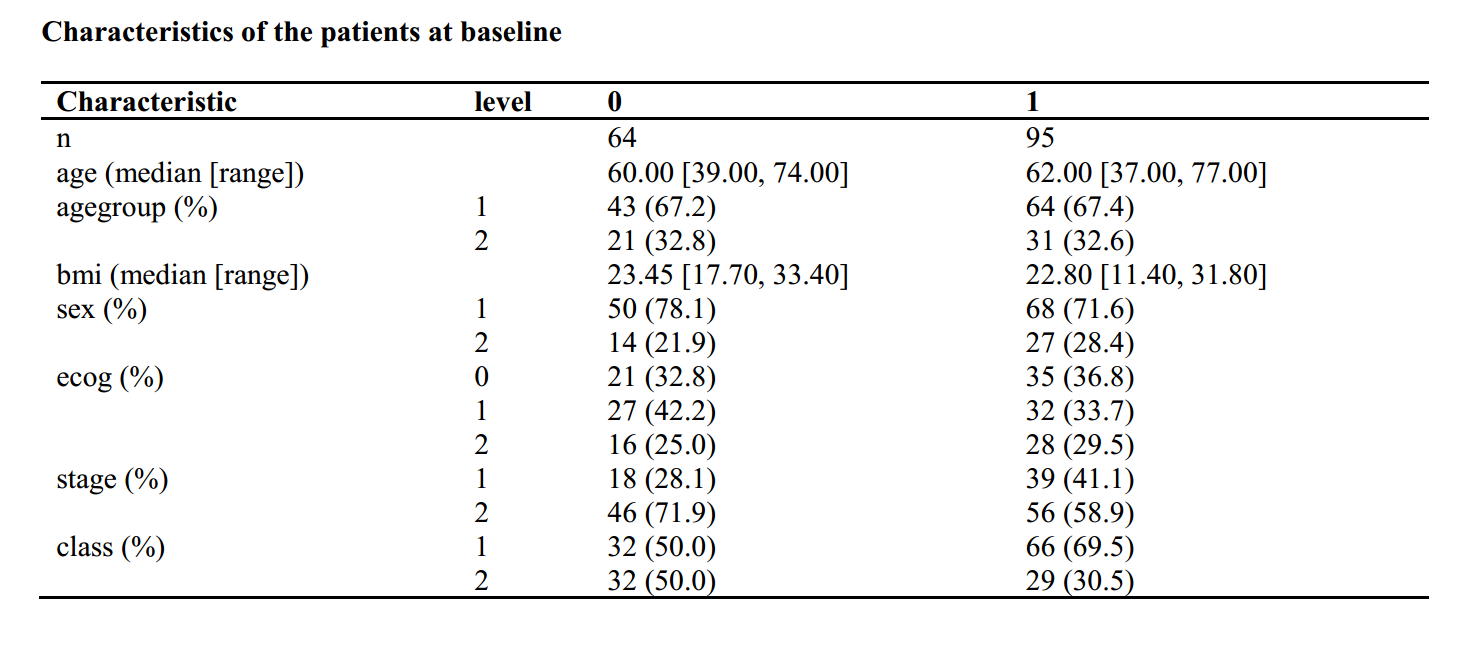 Characteristics of the patients at baseline
Characteristic level 0 1
n 64 95
age (median [range]) 60.00 [39.00, 74.00] 62.00 [37.00, 77.00]
agegroup (%) 1 43 (67.2) 64 (67.4)
2 21 (32.8) 31 (32.6)
bmi (median [range]) 23.45 [17.70, 33.40] 22.80 [11.40, 31.80]
sex (%) 1 50 (78.1) 68 (71.6)
2 14 (21.9) 27 (28.4)
ecog (%) 0 21 (32.8) 35 (36.8)
1 27 (42.2) 32 (33.7)
2 16 (25.0) 28 (29.5)
stage (%) 1 18 (28.1) 39 (41.1)
2 46 (71.9) 56 (58.9)
class (%) 1 32 (50.0) 66 (69.5)
2 32 (50.0) 29 (30.5)